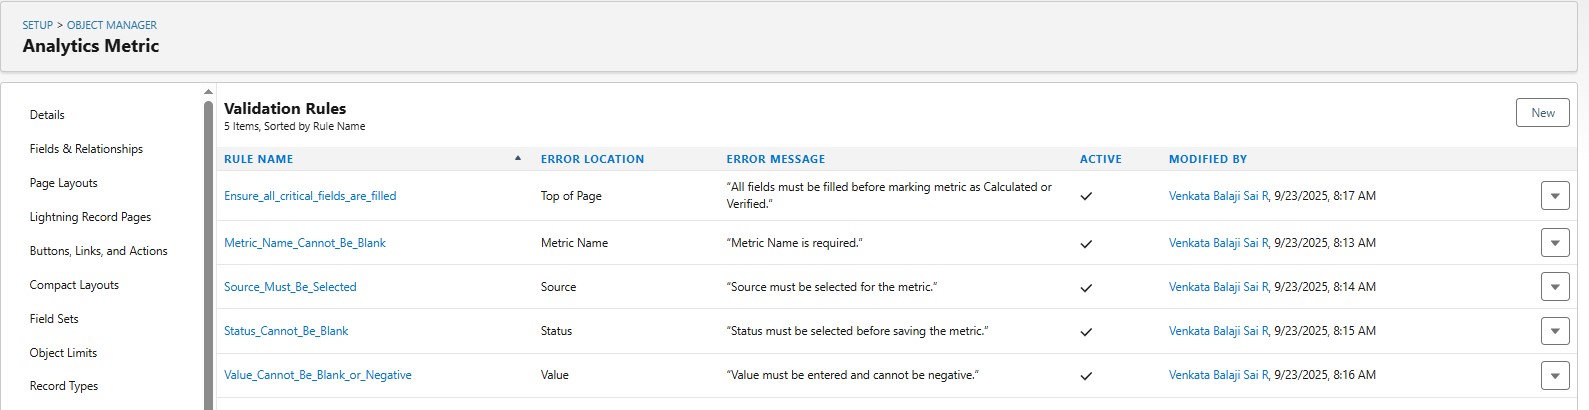 SETUP > OBJECT MANAGER
Analytics Metric
Details
Fields & Relationships
Page Layouts
Lightning Record Pages
Buttons, Links, and Actions
Compact Layouts
Field Sets
Object Limits
Record Types
Validation Rules
5 Items, Sorted by Rule Name
New
RULE NAME ERROR LOCATION ERROR MESSAGE ACTIVE MODIFIED BY
Ensure_all_critical_fields_are_filled Top of Page “All fields must be filled before marking metric as Calculated or
Verified.” Venkata Balaji Sai R, 9/23/2025, 8:17 AM
Metric_Name_Cannot_Be_Blank Metric Name “Metric Name is required.” Venkata Balaji Sai R, 9/23/2025, 8:13 AM
Source_Must_Be_Selected Source “Source must be selected for the metric.” Venkata Balaji Sai R, 9/23/2025, 8:14 AM
Status_Cannot_Be_Blank Status “Status must be selected before saving the metric.” Venkata Balaji Sai R, 9/23/2025, 8:15 AM
Value_Cannot_Be_Blank_or_Negative Value “Value must be entered and cannot be negative.” Venkata Balaji Sai R, 9/23/2025, 8:16 AM